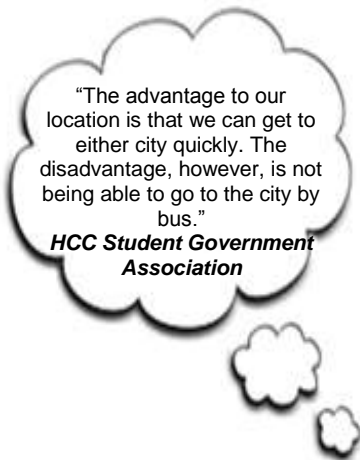 “The advantage to our
location is that we can get to
either city quickly. The
disadvantage, however, is not
being able to go to the city by
bus.”
HCC Student Government
Association